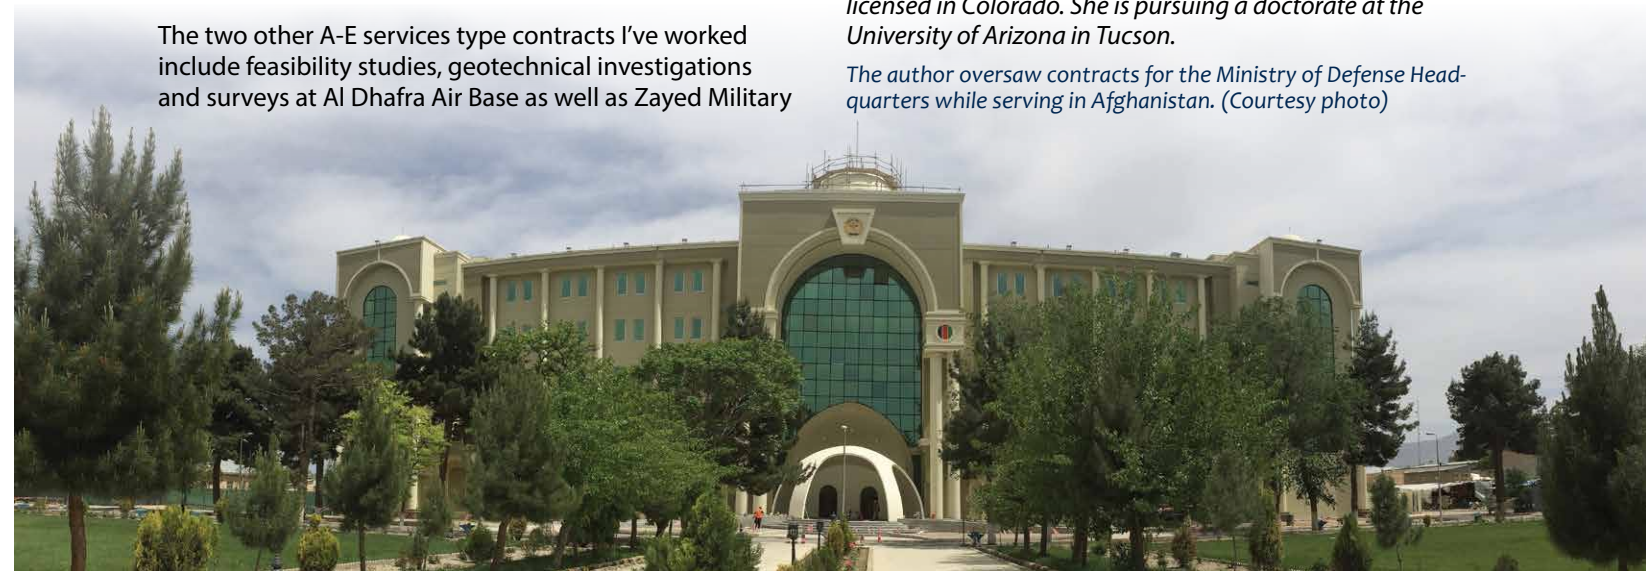 The two other A-E services type contracts I've worked
include feasibility studies, geotechnical investigations
and surveys at Al Dhafra Air Base as well as Zayed Military
licensed in Colorado. She is pursuing a doctorate at the
University of Arizona in Tucson.
The author oversaw contracts for the Ministry of Defense Head-
quarters while serving in Afghanistan. (Courtesy photo)